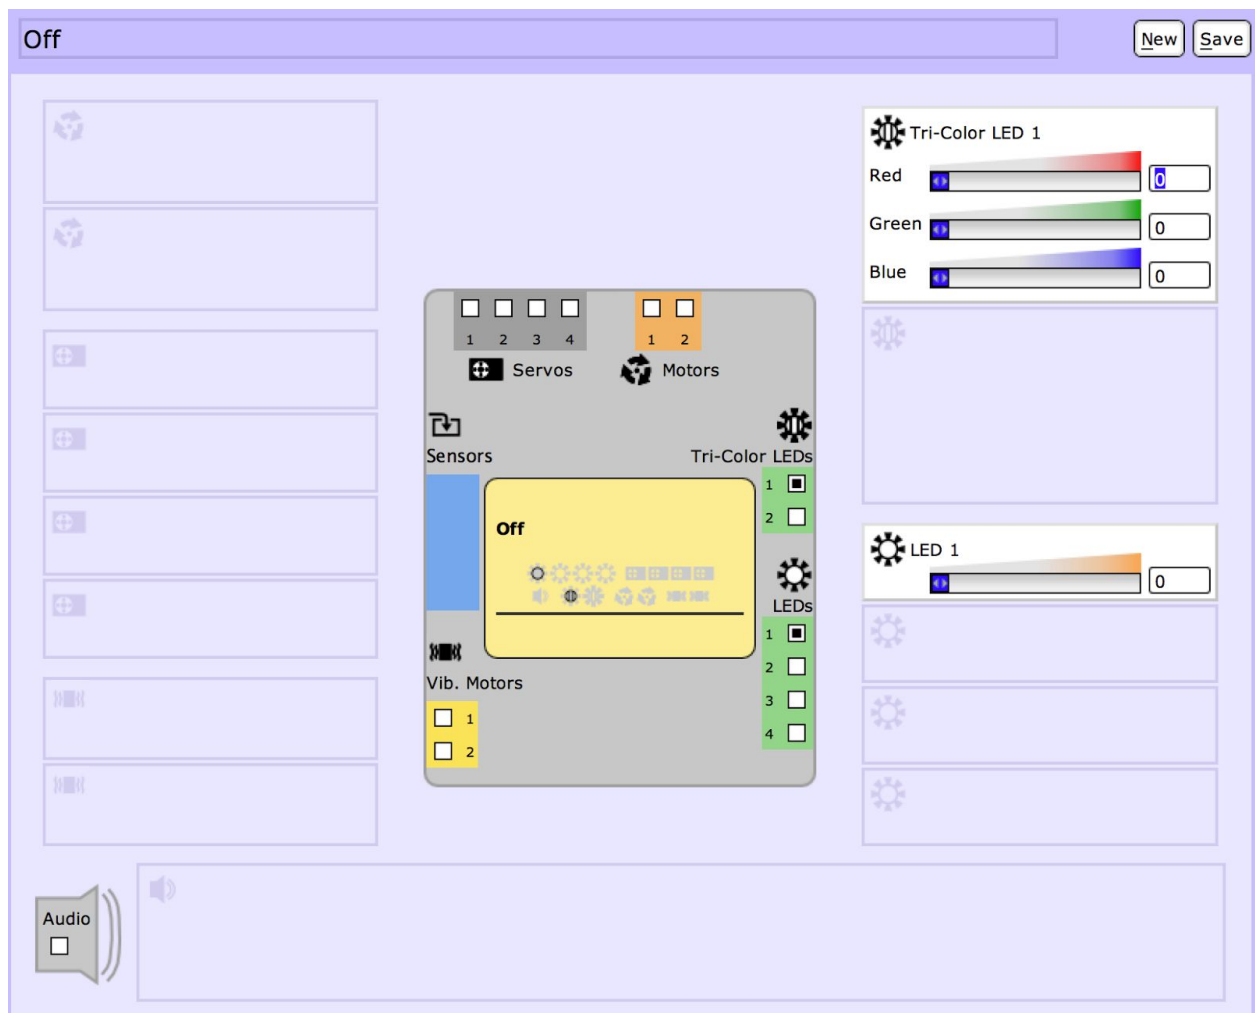 Off
New
Save
Tri-Color LED 1
Red
0
Green
0
Blue
0
1 2 3 4
1 2
Servos
Motors
Sensors
Tri-Color LEDs
1
2
Off
LEDs
1
2
3
4
Vib. Motors
1
2
LED 1
0
Audio